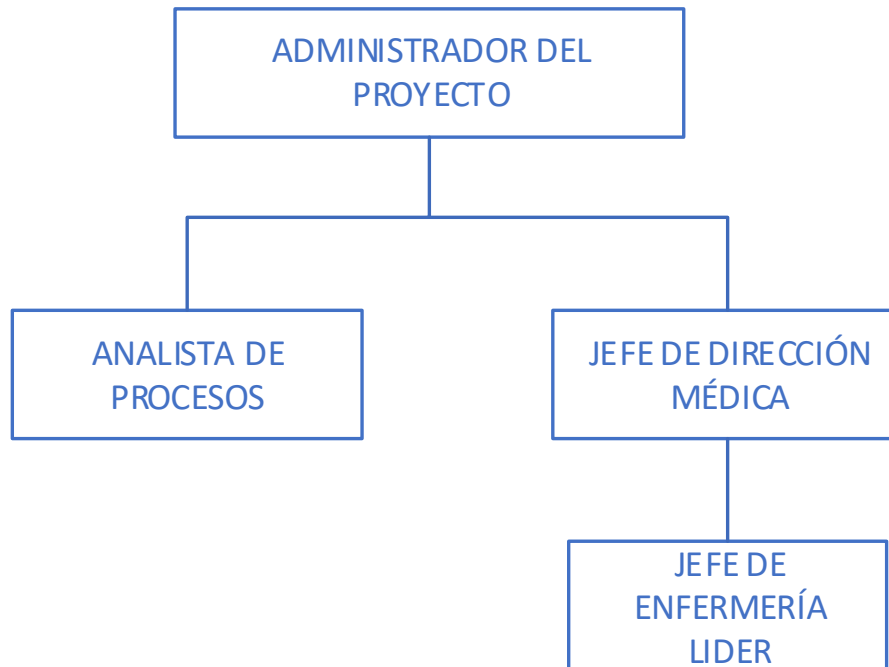 ADMINISTRADOR DEL
PROYECTO
ANALISTA DE
PROCESOS
JEFE DE DIRECCIÓN
MÉDICA
JEFE DE
ENFERMERÍA
LIDER